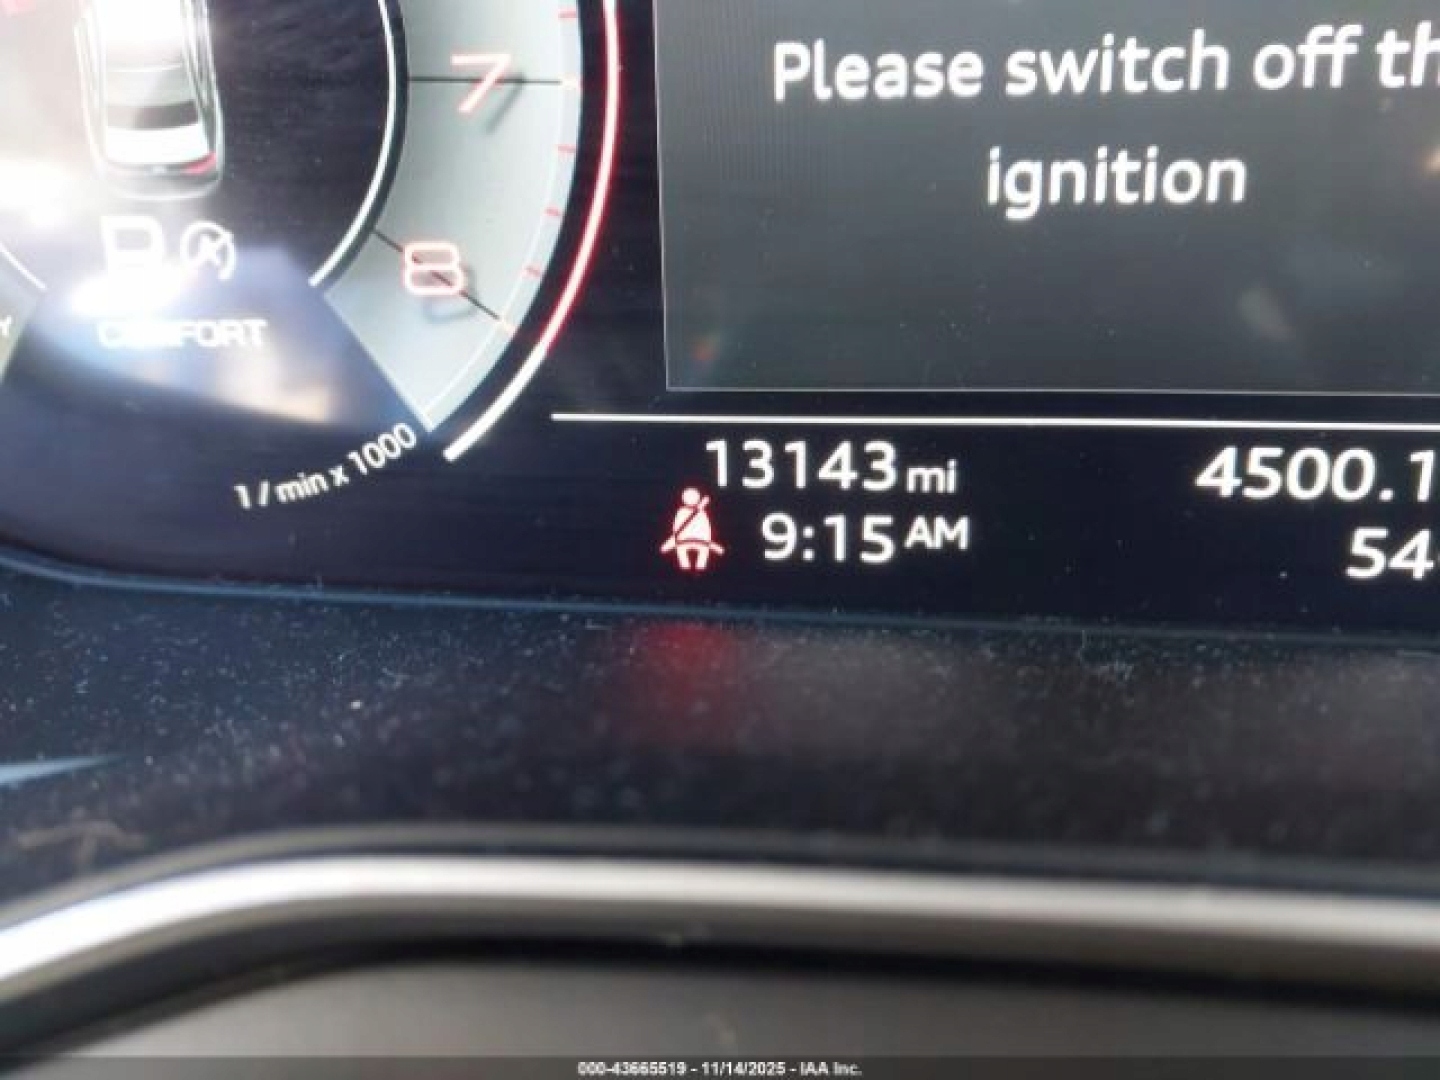 Please switch off
ignition
7
8
P
COMFORT
1 / min x 1000
13143 mi
4500.1
9:15 AM
54
000-43665519 - 11/14/2025 - IAA Inc.